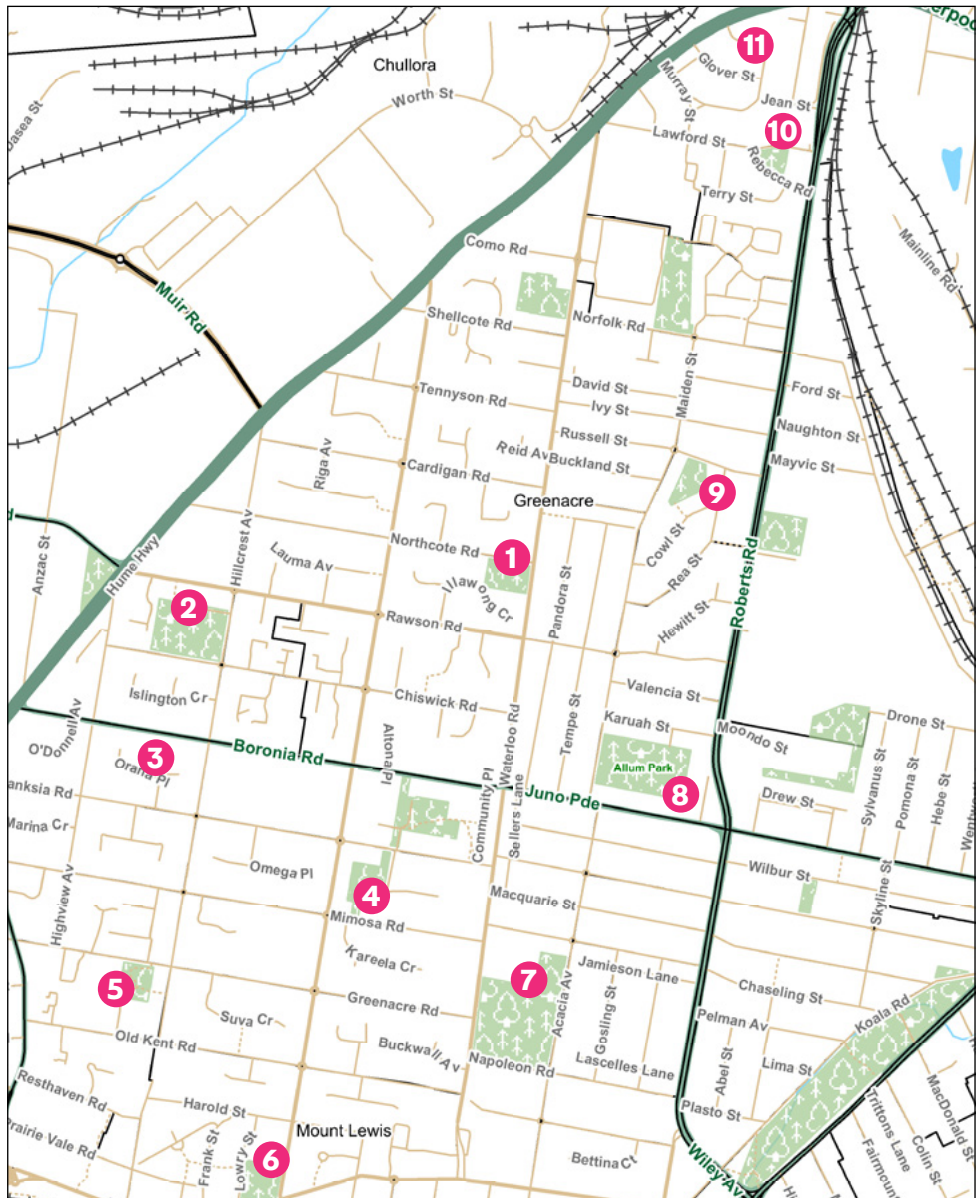 erpoo
11
Glover St
Chullora
Murray St
Worth St
Jean St
10
Lawford St
Rebecca Rd
Terry St
Mainline Rd
Como Rd
Muir Rd
Shellcote Rd
Norfolk Rd
David St
Maiden St
Ford St
Tennyson Rd
Ivy St
Naughton St
Russell St
Riga Av
Reid Av
Buckland St
Mayvic St
Cardigan Rd
9
Greenacre
d
Anzac St
Hume Hwy
Hillcrest Av
Northcote Rd
1
Cowl St
Rea St
Roberts Rd
Lauma Av
Illawong Cr
Pandora St
2
Rawson Rd
Hewitt St
Islington Cr
Chiswick Rd
Valencia St
O'Donnell Av
3
Boronia Rd
Altona Pl
Waterloo Rd
Tempe St
Karuah St
Moondo St
Drone St
Orana Pl
Allum Park
8
anksia Rd
Community Pl
Sellers Lane
Juno Pde
Drew St
Sylvanus St
Pomona St
Hebe St
Wentw
Marina Cr
Highview Av
Omega Pl
4
Macquarie St
Wilbur St
Skyline St
Mimosa Rd
Kareela Cr
7
Jamieson Lane
5
Greenacre Rd
Acacia Av
Gosling St
Chaseling St
Koala Rd
Suva Cr
Pelman Av
Old Kent Rd
Buckwall Av
Napoleon Rd
Lascelles Lane
Abel St
Lima St
Resthaven Rd
Harold St
Plasto St
MacDonald St
Trittons Lane
Colin St
Fairmount
Prairie Vale Rd
Frank St
Lowry St
6
Mount Lewis
Bettina Ct
Wiley Av